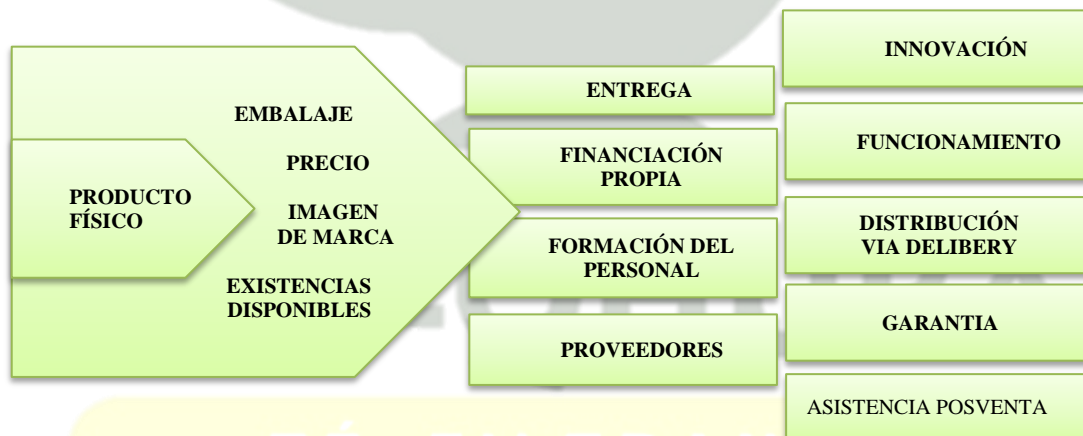 PRODUCTO
FÍSICO
EMBALAJE
PRECIO
IMAGEN
DE MARCA
EXISTENCIAS
DISPONIBLES
ENTREGA
FINANCIACIÓN
PROPIA
FORMACIÓN DEL
PERSONAL
PROVEEDORES
INNOVACIÓN
FUNCIONAMIENTO
DISTRIBUCIÓN
VIA DELIBERY
GARANTIA
ASISTENCIA POSVENTA